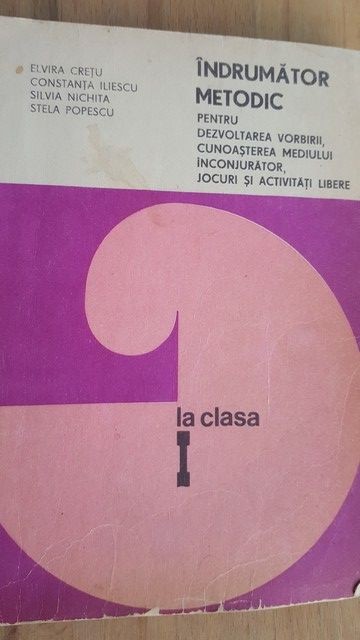 ELVIRA CREȚU
CONSTANȚA ILIESCU
SILVIA NICHITA
STELA POPESCU
ÎNDRUMĂTOR
METODIC
PENTRU
DEZVOLTAREA VORBIRII,
CUNOAȘTEREA MEDIULUI
ÎNCONJURĂTOR,
JOCURI ȘI ACTIVITĂȚI LIBERE
la clasa
I